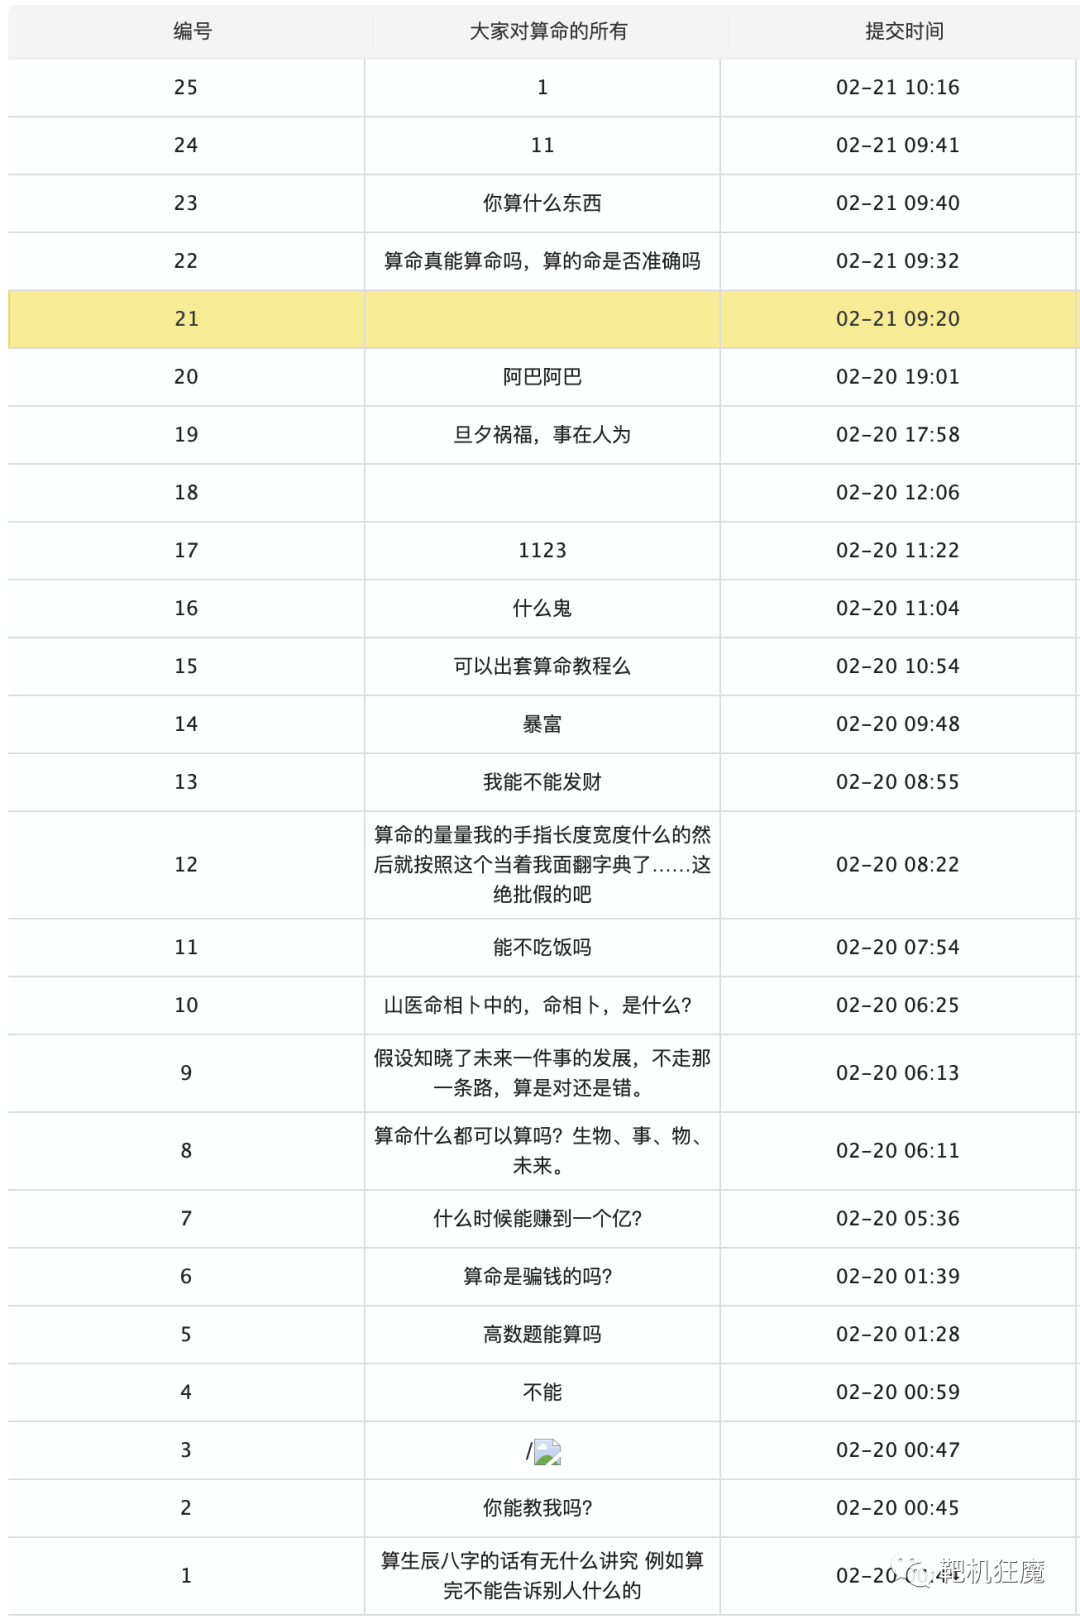 编号 大家对算命的所有 提交时间
25 1 02-21 10:16
24 11 02-21 09:41
23 你算什么东西 02-21 09:40
22 算命真能算命吗，算的命是否准确吗 02-21 09:32
21 02-21 09:20
20 阿巴阿巴 02-20 19:01
19 旦夕祸福，事在人为 02-20 17:58
18 02-20 12:06
17 1123 02-20 11:22
16 什么鬼 02-20 11:04
15 可以出套算命教程么 02-20 10:54
14 暴富 02-20 09:48
13 我能不能发财 02-20 08:55
算命的量量我的手指长度宽度什么的然
12 后就按照这个当着我面翻字典了……这 02-20 08:22
绝批假的吧
11 能不吃饭吗 02-20 07:54
10 山医命相卜中的，命相卜，是什么？ 02-20 06:25
9 假设知晓了未来一件事的发展，不走那 02-20 06:13
一条路，算是对还是错。
8 算命什么都可以算吗？生物、事、物、 02-20 06:11
未来。
7 什么时候能赚到一个亿？ 02-20 05:36
6 算命是骗钱的吗？ 02-20 01:39
5 高数题能算吗 02-20 01:28
4 不能 02-20 00:59
3 / 02-20 00:47
2 你能教我吗？ 02-20 00:45
1 算生辰八字的话有无什么讲究 例如算 02-20
完不能告诉别人什么的
靶机狂魔